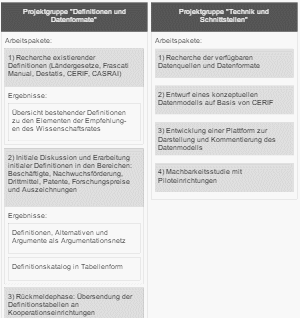 Projektgruppe "Definitionen und
Datenformate"
Arbeitspakete:
1) Recherche existierender
Definitionen (Ländergesetze, Frascati
Manual, Destatis, CERIF, CASRAI)
Ergebnisse:
Übersicht bestehender Definitionen
zu den Elementen der Empfehlun-
en des Wissenschaftsrates
2) Initiale Diskussion und Erarbeitung
initialer Definitionen in den Bereichen:
Beschäftigte, Nachwuchsförderung,
Drittmittel, Patente, Forschungspreise
und Auszeichnungen
Ergebnisse:
Definitionen, Alternativen und
Argumente als Argumentationsnetz
Definitionskatalog in Tabellenform
3) Rückmeldephase: Übersendung der
Definitionstabellen an
Kooperationseinrichtungen
Projektgruppe "Technik und
Schnittstellen"
Arbeitspakete:
1) Recherche der verfügbaren
Datenquellen und Datenformate
2) Entwurf eines konzeptuellen
Datenmodells auf Basis von CERIF
3) Entwicklung einer Plattform zur
Darstellung und Kommentierung des
Datenmodells
4) Machbarkeitsstudie mit
Piloteinrichtungen